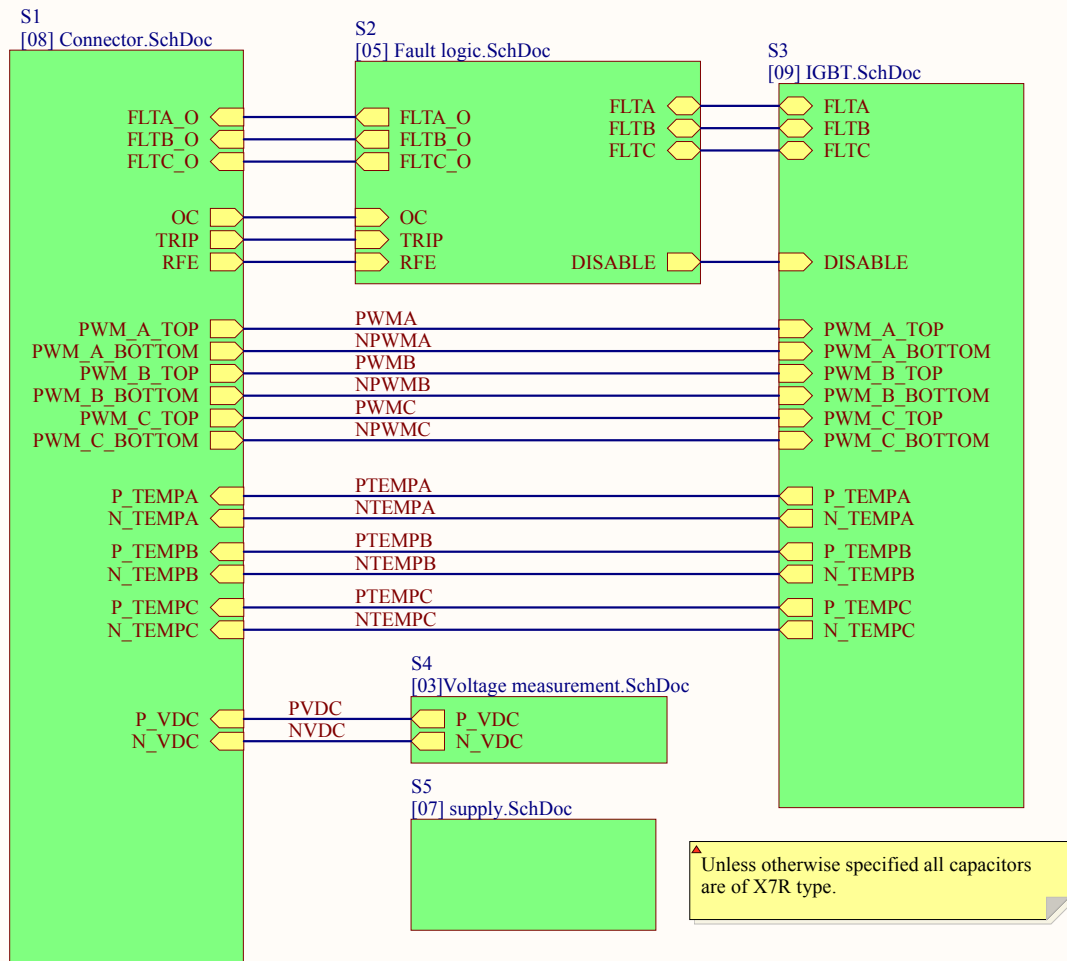 S1
[08] Connector.SchDoc
FLTA_O
FLTB_O
FLTC_O
OC
TRIP
RFE
PWM_A_TOP
PWM_A_BOTTOM
PWM_B_TOP
PWM_B_BOTTOM
PWM_C_TOP
PWM_C_BOTTOM
P_TEMPA
N_TEMPA
P_TEMPB
N_TEMPB
P_TEMPC
N_TEMPC
P_VDC
N_VDC
S2
[05] Fault logic.SchDoc
FLTA_O
FLTB_O
FLTC_O
OC
TRIP
RFE
FLTA
FLTB
FLTC
DISABLE
PWMA
NPWMA
PWMB
NPWMB
PWMC
NPWMC
PTEMPA
NTEMPA
PTEMPB
NTEMPB
PTEMPC
NTEMPC
PVDC
NVDC
S3
[09] IGBT.SchDoc
FLTA
FLTB
FLTC
DISABLE
PWM_A_TOP
PWM_A_BOTTOM
PWM_B_TOP
PWM_B_BOTTOM
PWM_C_TOP
PWM_C_BOTTOM
P_TEMPA
N_TEMPA
P_TEMPB
N_TEMPB
P_TEMPC
N_TEMPC
S4
[03]Voltage measurement.SchDoc
P_VDC
N_VDC
S5
[07] supply.SchDoc
Unless otherwise specified all capacitors
are of X7R type.